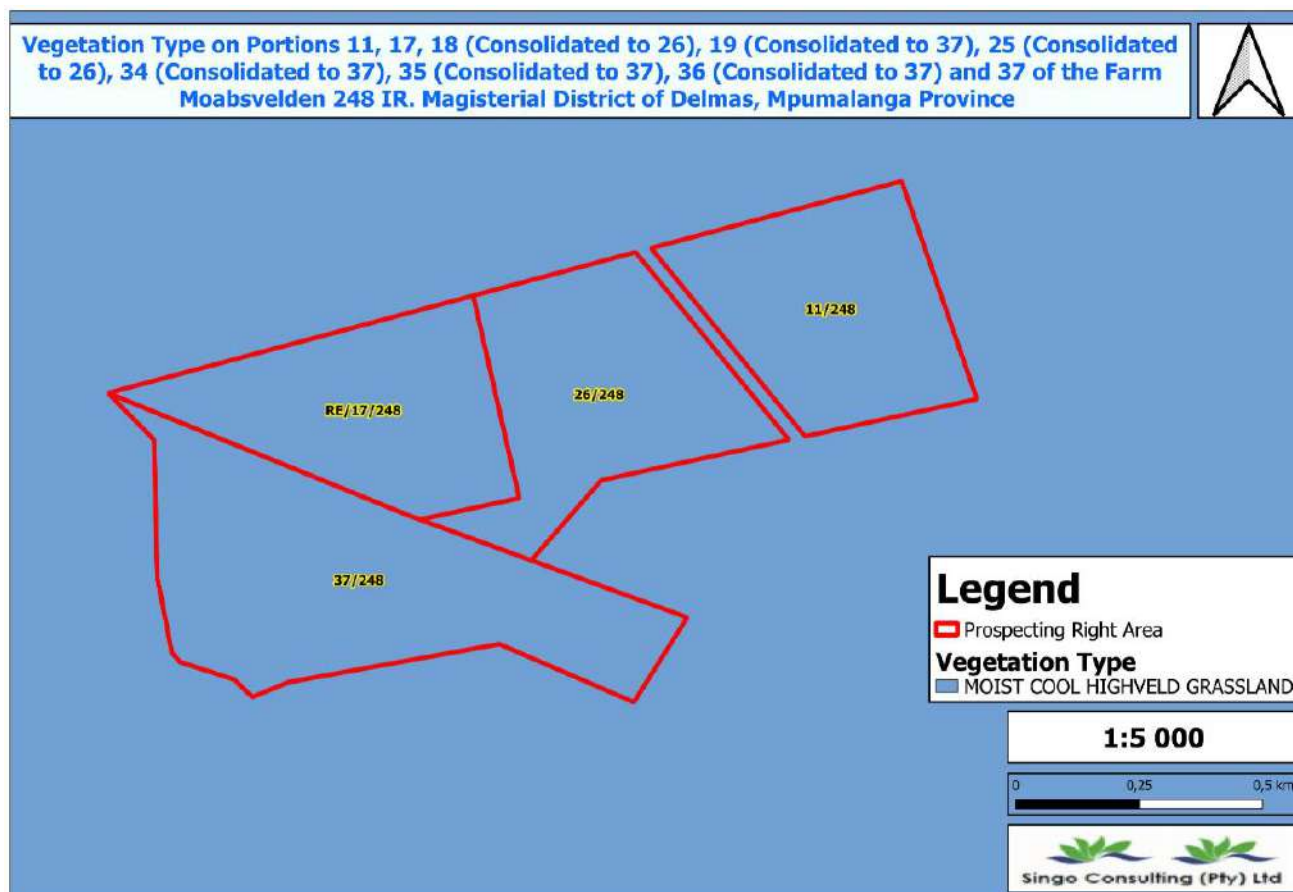 Vegetation Type on Portions 11, 17, 18 (Consolidated to 26), 19 (Consolidated to 37), 25 (Consolidated
to 26), 34 (Consolidated to 37), 35 (Consolidated to 37), 36 (Consolidated to 37) and 37 of the Farm
Moabsvelden 248 IR. Magisterial District of Delmas, Mpumalanga Province
11/248
26/248
RE/17/248
37/248
Legend
Prospecting Right Area
Vegetation Type
MOIST COOL HIGHVELD GRASSLAND
1:5 000
0 0,25 0,5 km
Singo Consulting (Pty) Ltd